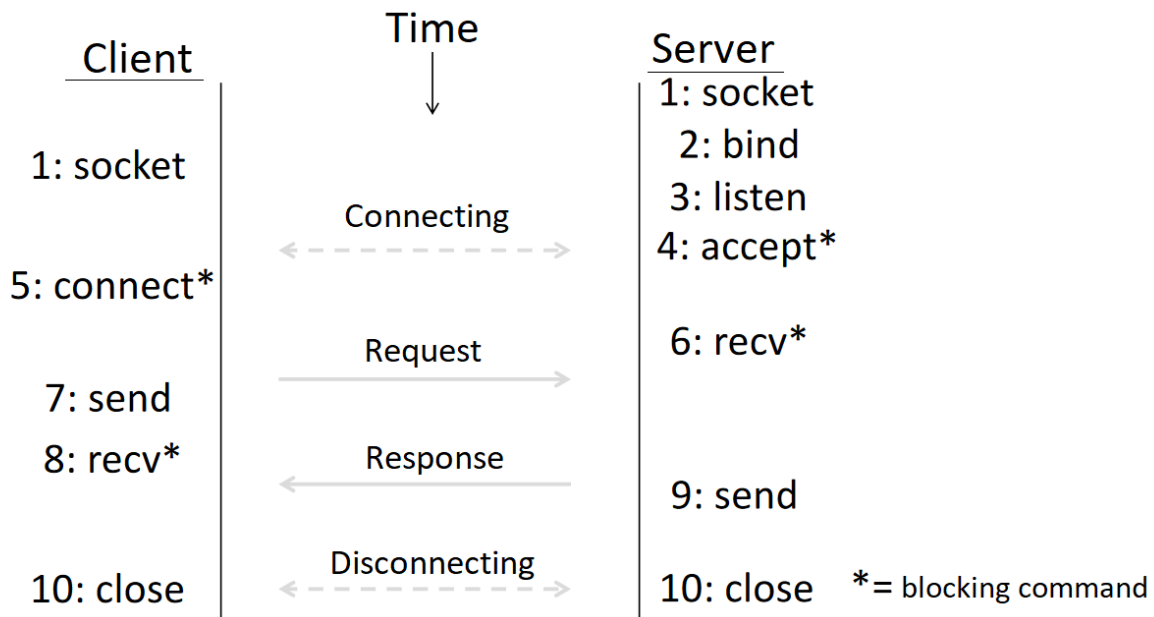 Time
Client
Server
1: socket
2: bind
1: socket
3: listen
Connecting
4: accept*
5: connect*
6: recv*
Request
7: send
8: recv*
Response
9: send
Disconnecting
10: close
10: close
*= blocking command